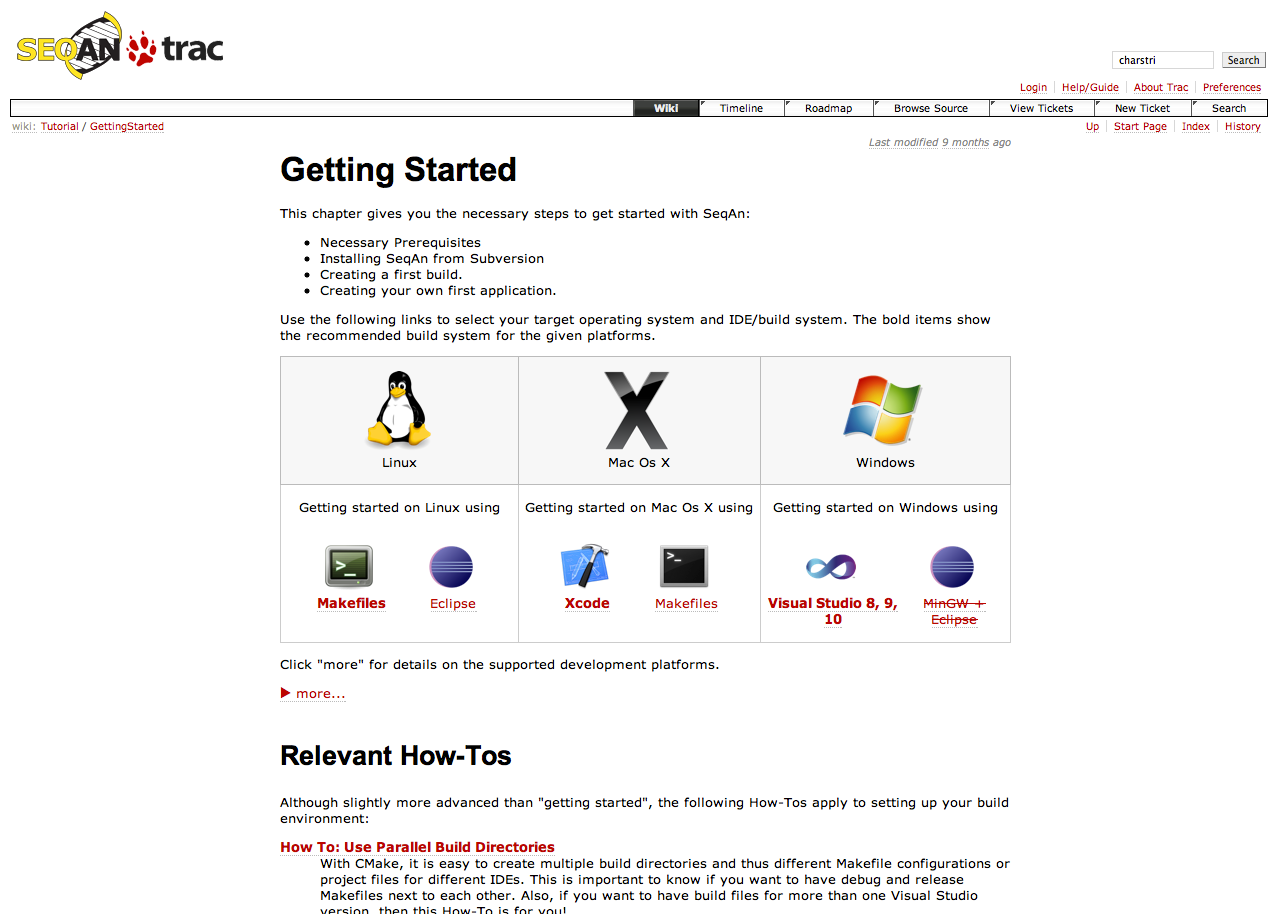 SEQAN trac
charstri
Search
Login Help/Guide About Trac Preferences
Wiki Timeline Roadmap Browse Source View Tickets New Ticket Search
wiki: Tutorial / GettingStarted
Up Start Page Index History
Last modified 9 months ago
Getting Started
This chapter gives you the necessary steps to get started with SeqAn:
• Necessary Prerequisites
• Installing SeqAn from Subversion
• Creating a first build.
• Creating your own first application.
Use the following links to select your target operating system and IDE/build system. The bold items show
the recommended build system for the given platforms.
Linux
Mac Os X
Windows
Getting started on Linux using
Makefiles
Eclipse
Getting started on Mac Os X using
Xcode
Makefiles
Getting started on Windows using
Visual Studio 8, 9,
10
MinGW +
Eclipse
Click "more" for details on the supported development platforms.
more...
Relevant How-Tos
Although slightly more advanced than "getting started", the following How-Tos apply to setting up your build
environment:
How To: Use Parallel Build Directories
With CMake, it is easy to create multiple build directories and thus different Makefile configurations or
project files for different IDEs. This is important to know if you want to have debug and release
Makefiles next to each other. Also, if you want to have build files for more than one Visual Studio
version, then this How-To is for you!